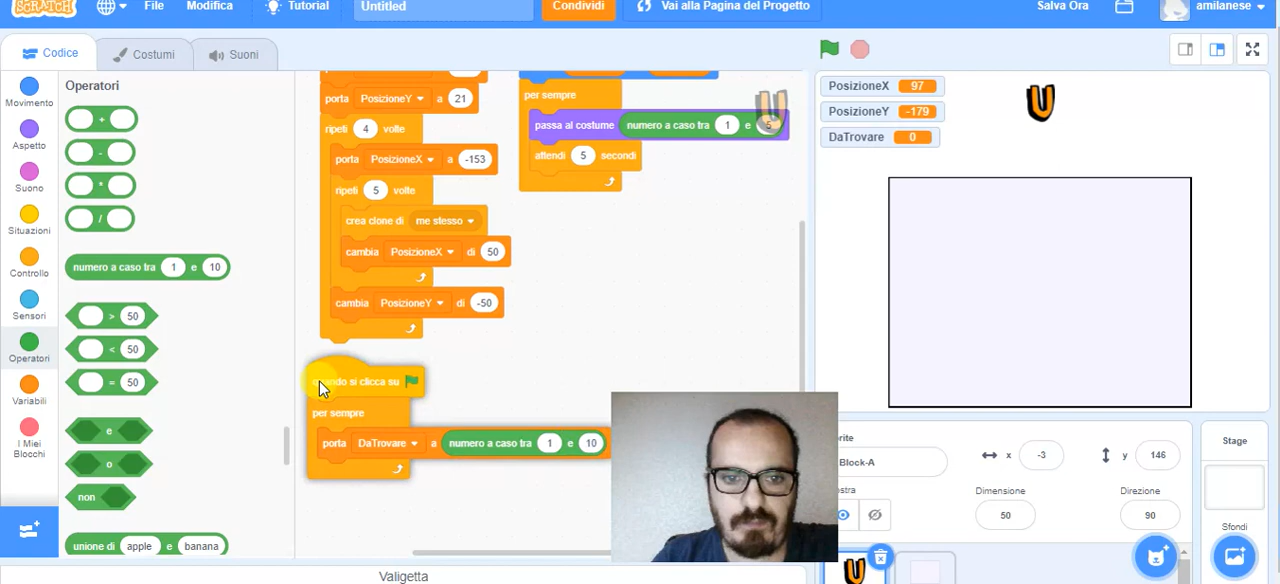 SCRATCH File Modifica Tutorial Untitled Condividi Vai alla Pagina del Progetto Salva Ora amilanese
Codice Costumi Suoni
Movimento
Aspetto
Suono
Situazioni
Controllo
Sensori
Operatori
Variabili
I Miei
Blocchi
Operatori
+
-
*
/
numero a caso tra 1 e 10
> 50
< 50
= 50
e
o
non
unione di apple e banana
porta PosizioneY a 21
ripeti 4 volte
porta PosizioneX a -153
ripeti 5 volte
crea clone di me stesso
cambia PosizioneX di 50
cambia PosizioneY di -50
quando si clicca su
per sempre
porta DaTrovare a numero a caso tra 1 e 10
per sempre
passa al costume numero a caso tra 1 e 5
attendi 5 secondi
U
PosizioneX 97
PosizioneY -179
DaTrovare 0
U
Block-A x -3 y 146
Dimensione Direzione
50 90
Stage
Sfondi
1
U
Valigetta